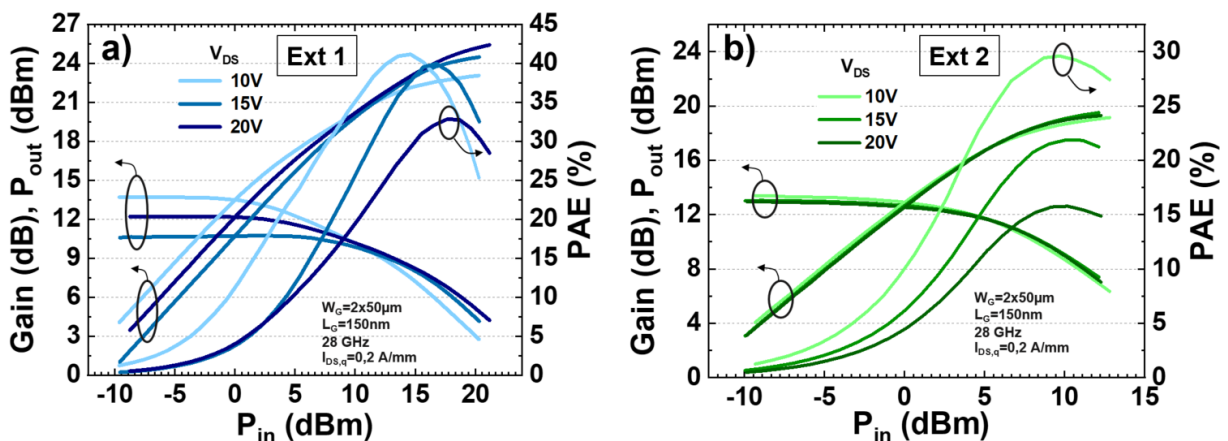 a)
Ext 1
V_DS
10V
15V
20V
W_G=2x50µm
L_G=150nm
28 GHz
I_DS,q=0,2 A/mm
Gain (dB), P_out (dBm)
27
24
21
18
15
12
9
6
3
0
45
40
35
30
25
20
15
10
5
0
PAE (%)
-10 -5 0 5 10 15 20
P_in (dBm)
b)
Ext 2
V_DS
10V
15V
20V
W_G=2x50µm
L_G=150nm
28 GHz
I_DS,q=0,2 A/mm
Gain (dB), P_out (dBm)
24
20
16
12
8
4
0
30
25
20
15
10
5
0
PAE (%)
-10 -5 0 5 10 15
P_in (dBm)